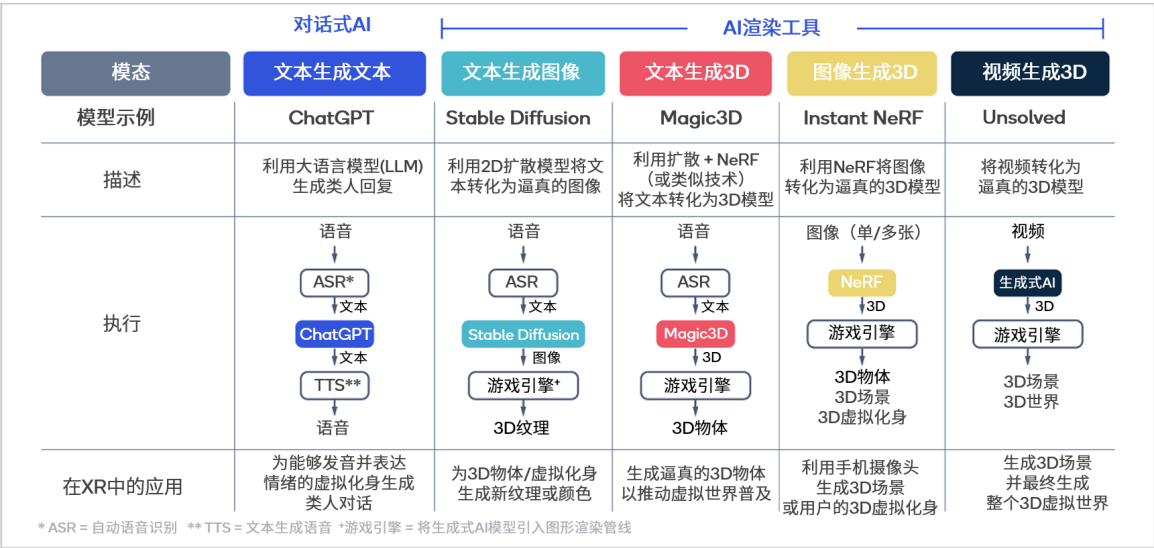 对话式AI
AI渲染工具
模态
文本生成文本
文本生成图像
文本生成3D
图像生成3D
视频生成3D
模型示例
ChatGPT
Stable Diffusion
Magic3D
Instant NeRF
Unsolved
描述
利用大语言模型(LLM)
生成类人回复
利用2D扩散模型将文
本转化为逼真的图像
利用扩散 + NeRF
（或类似技术）
将文本转化为3D模型
利用NeRF将图像
转化为逼真的3D模型
将视频转化为
逼真的3D模型
执行
语音
ASR*
文本
ChatGPT
文本
TTS**
语音
语音
ASR
文本
Stable Diffusion
图像
游戏引擎⁺
3D纹理
语音
ASR
文本
Magic3D
3D
游戏引擎
3D物体
图像（单/多张）
NeRF
3D
游戏引擎
3D物体
3D场景
3D虚拟化身
视频
生成式AI
3D
游戏引擎
3D场景
3D世界
在XR中的应用
为能够发音并表达
情绪的虚拟化身生成
类人对话
为3D物体/虚拟化身
生成新纹理或颜色
生成逼真的3D物体
以推动虚拟世界普及
利用手机摄像头
生成3D场景
或用户的3D虚拟化身
生成3D场景
并最终生成
整个3D虚拟世界
* ASR = 自动语音识别 ** TTS = 文本生成语音 ⁺游戏引擎 = 将生成式AI模型引入图形渲染管线